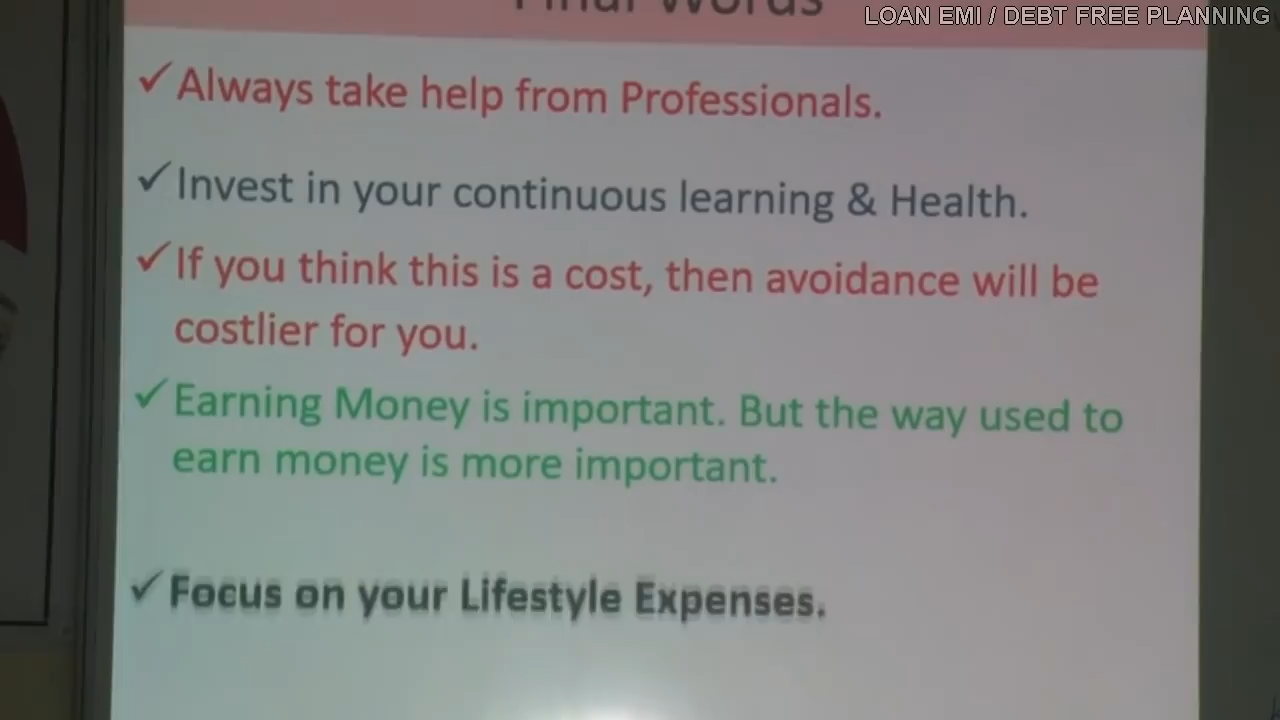 Final Words
LOAN EMI / DEBT FREE PLANNING
✓Always take help from Professionals.
✓Invest in your continuous learning & Health.
✓If you think this is a cost, then avoidance will be
costlier for you.
✓Earning Money is important. But the way used to
earn money is more important.
✓Focus on your Lifestyle Expenses.